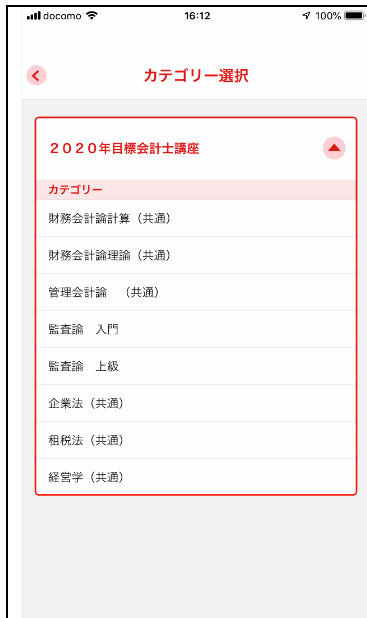 docomo 16:12 100%
カテゴリー選択
２０２０年目標会計士講座
カテゴリー
財務会計論計算（共通）
財務会計論理論（共通）
管理会計論　（共通）
監査論　入門
監査論　上級
企業法（共通）
租税法（共通）
経営学（共通）